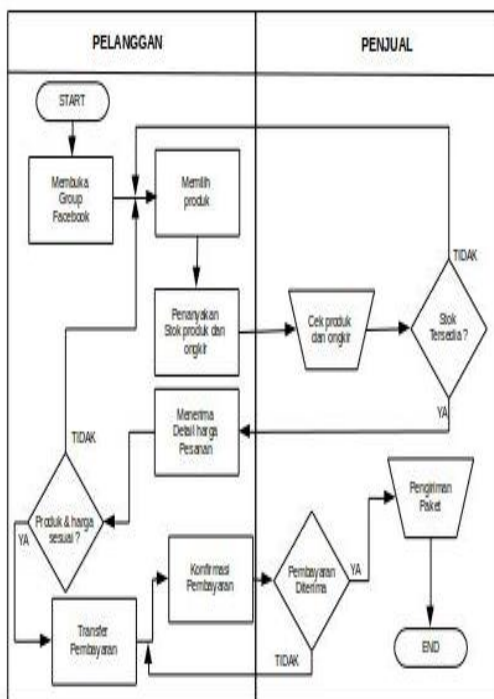 PELANGGAN
PENJUAL
START
Membuka
Group
Facebook
Memilih
produk
TIDAK
Penanyakan
Stok produk dan
ongkir
Cek produk
dan ongkir
Stok
Tersedia ?
YA
Menerima
Detail harga
Pesanan
TIDAK
Produk & harga
sesuai ?
YA
Transfer
Pembayaran
Konfirmasi
Pembayaran
Pembayaran
Diterima
YA
TIDAK
Pengiriman
Paket
END